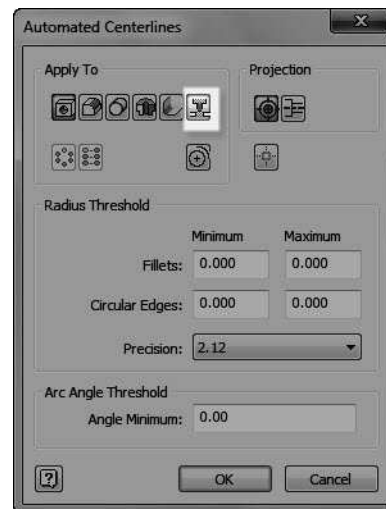 Automated Centerlines
Apply To
Projection
Radius Threshold
Minimum Maximum
Fillets: 0.000 0.000
Circular Edges: 0.000 0.000
Precision: 2.12
Arc Angle Threshold
Angle Minimum: 0.00
OK Cancel